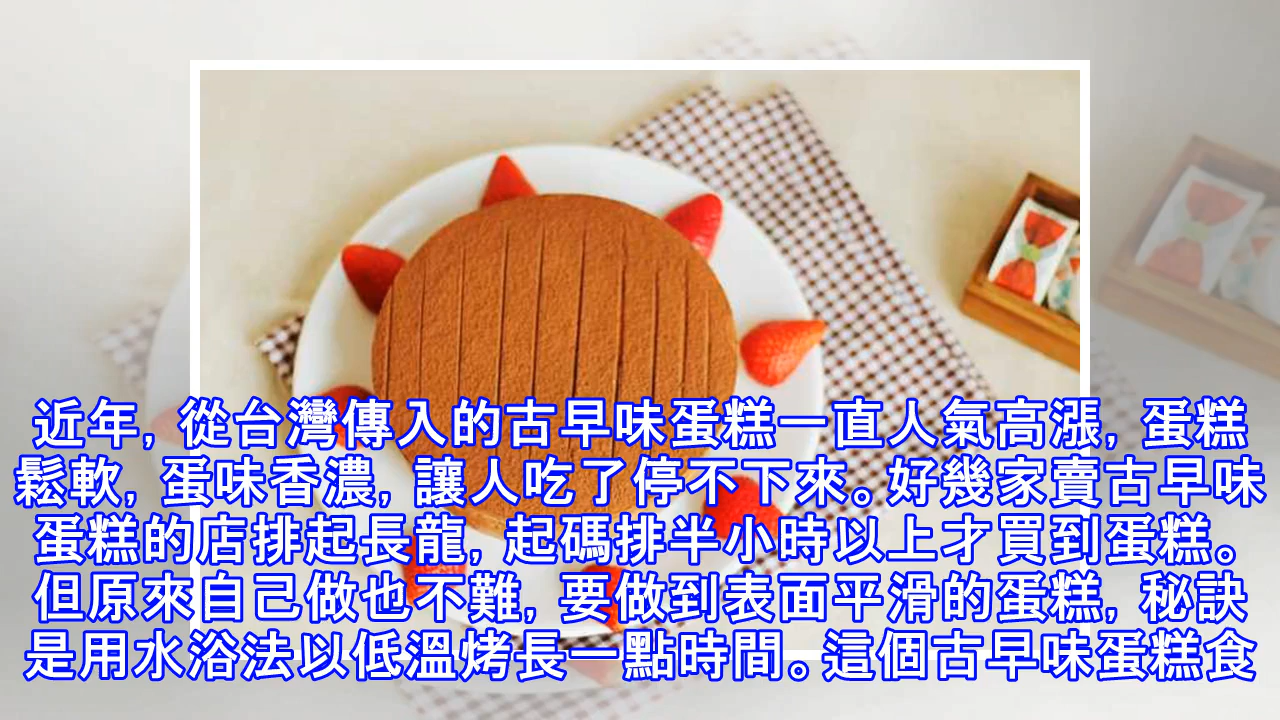 近年, 從台灣傳入的古早味蛋糕一直人氣高漲, 蛋糕
鬆軟, 蛋味香濃, 讓人吃了停不下來。好幾家賣古早味
蛋糕的店排起長龍, 起碼排半小時以上才買到蛋糕。
但原來自己做也不難, 要做到表面平滑的蛋糕, 秘訣
是用水浴法以低溫烤長一點時間。這個古早味蛋糕食